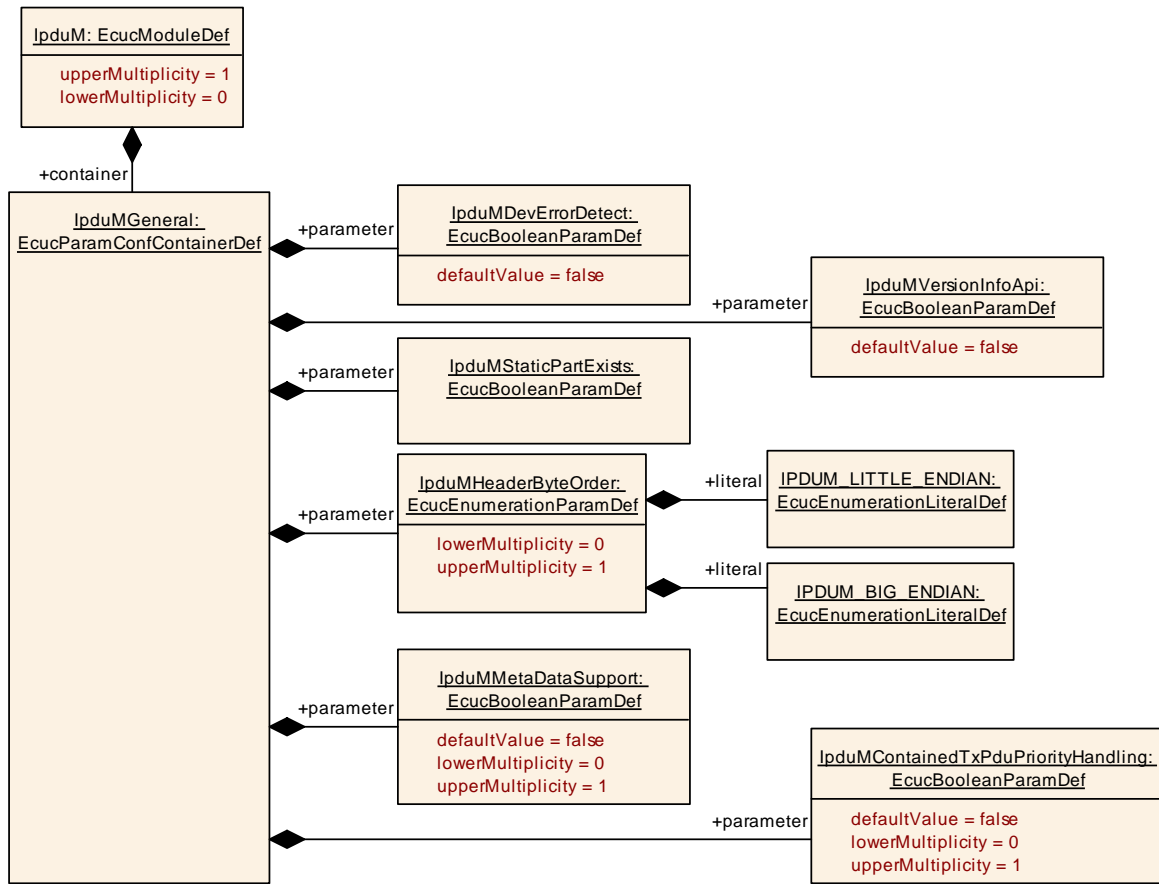 IpduM: EcucModuleDef
upperMultiplicity = 1
lowerMultiplicity = 0
+container
IpduMGeneral:
EcucParamConfContainerDef
+parameter
IpduMDevErrorDetect:
EcucBooleanParamDef
defaultValue = false
+parameter
IpduMVersionInfoApi:
EcucBooleanParamDef
defaultValue = false
+parameter
IpduMStaticPartExists:
EcucBooleanParamDef
+parameter
IpduMHeaderByteOrder:
EcucEnumerationParamDef
lowerMultiplicity = 0
upperMultiplicity = 1
+literal
IPDUM_LITTLE_ENDIAN:
EcucEnumerationLiteralDef
+literal
IPDUM_BIG_ENDIAN:
EcucEnumerationLiteralDef
+parameter
IpduMMetaDataSupport:
EcucBooleanParamDef
defaultValue = false
lowerMultiplicity = 0
upperMultiplicity = 1
+parameter
IpduMContainedTxPduPriorityHandling:
EcucBooleanParamDef
defaultValue = false
lowerMultiplicity = 0
upperMultiplicity = 1